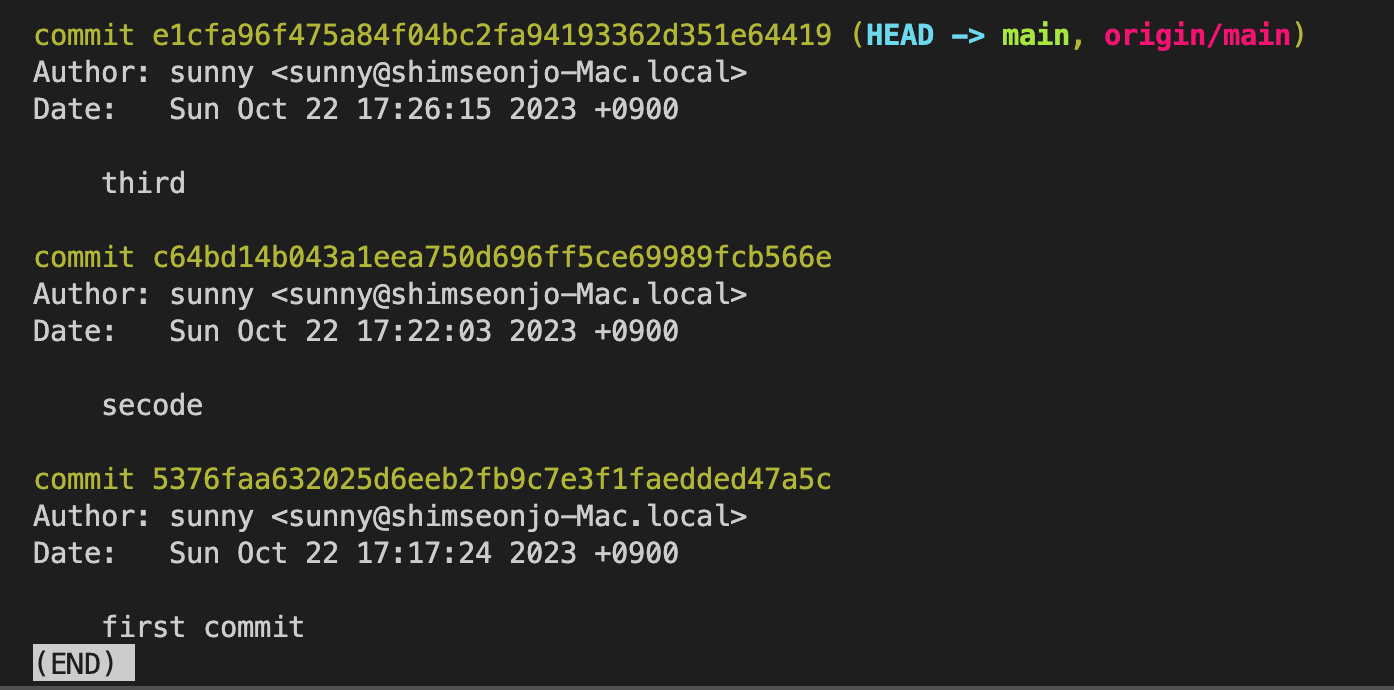 commit e1cfa96f475a84f04bc2fa94193362d351e64419 (HEAD -> main, origin/main)
Author: sunny <sunny@shimseonjo-Mac.local>
Date:   Sun Oct 22 17:26:15 2023 +0900
third
commit c64bd14b043a1eea750d696ff5ce69989fcb566e
Author: sunny <sunny@shimseonjo-Mac.local>
Date:   Sun Oct 22 17:22:03 2023 +0900
secode
commit 5376faa632025d6eeb2fb9c7e3f1faedded47a5c
Author: sunny <sunny@shimseonjo-Mac.local>
Date:   Sun Oct 22 17:17:24 2023 +0900
first commit
(END)